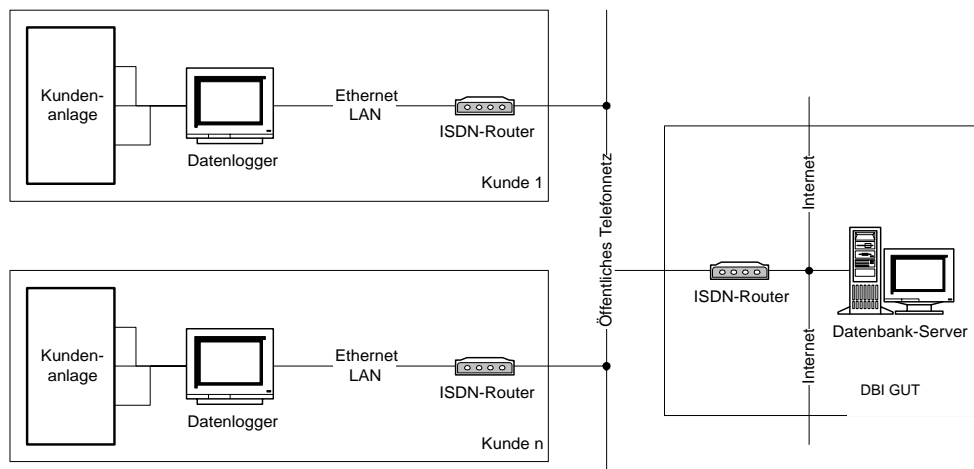 Kunden-
anlage
Datenlogger
Ethernet
LAN
ISDN-Router
Kunde 1
Kunden-
anlage
Datenlogger
Ethernet
LAN
ISDN-Router
Kunde n
Öffentliches Telefonnetz
ISDN-Router
Internet
Internet
Datenbank-Server
DBI GUT